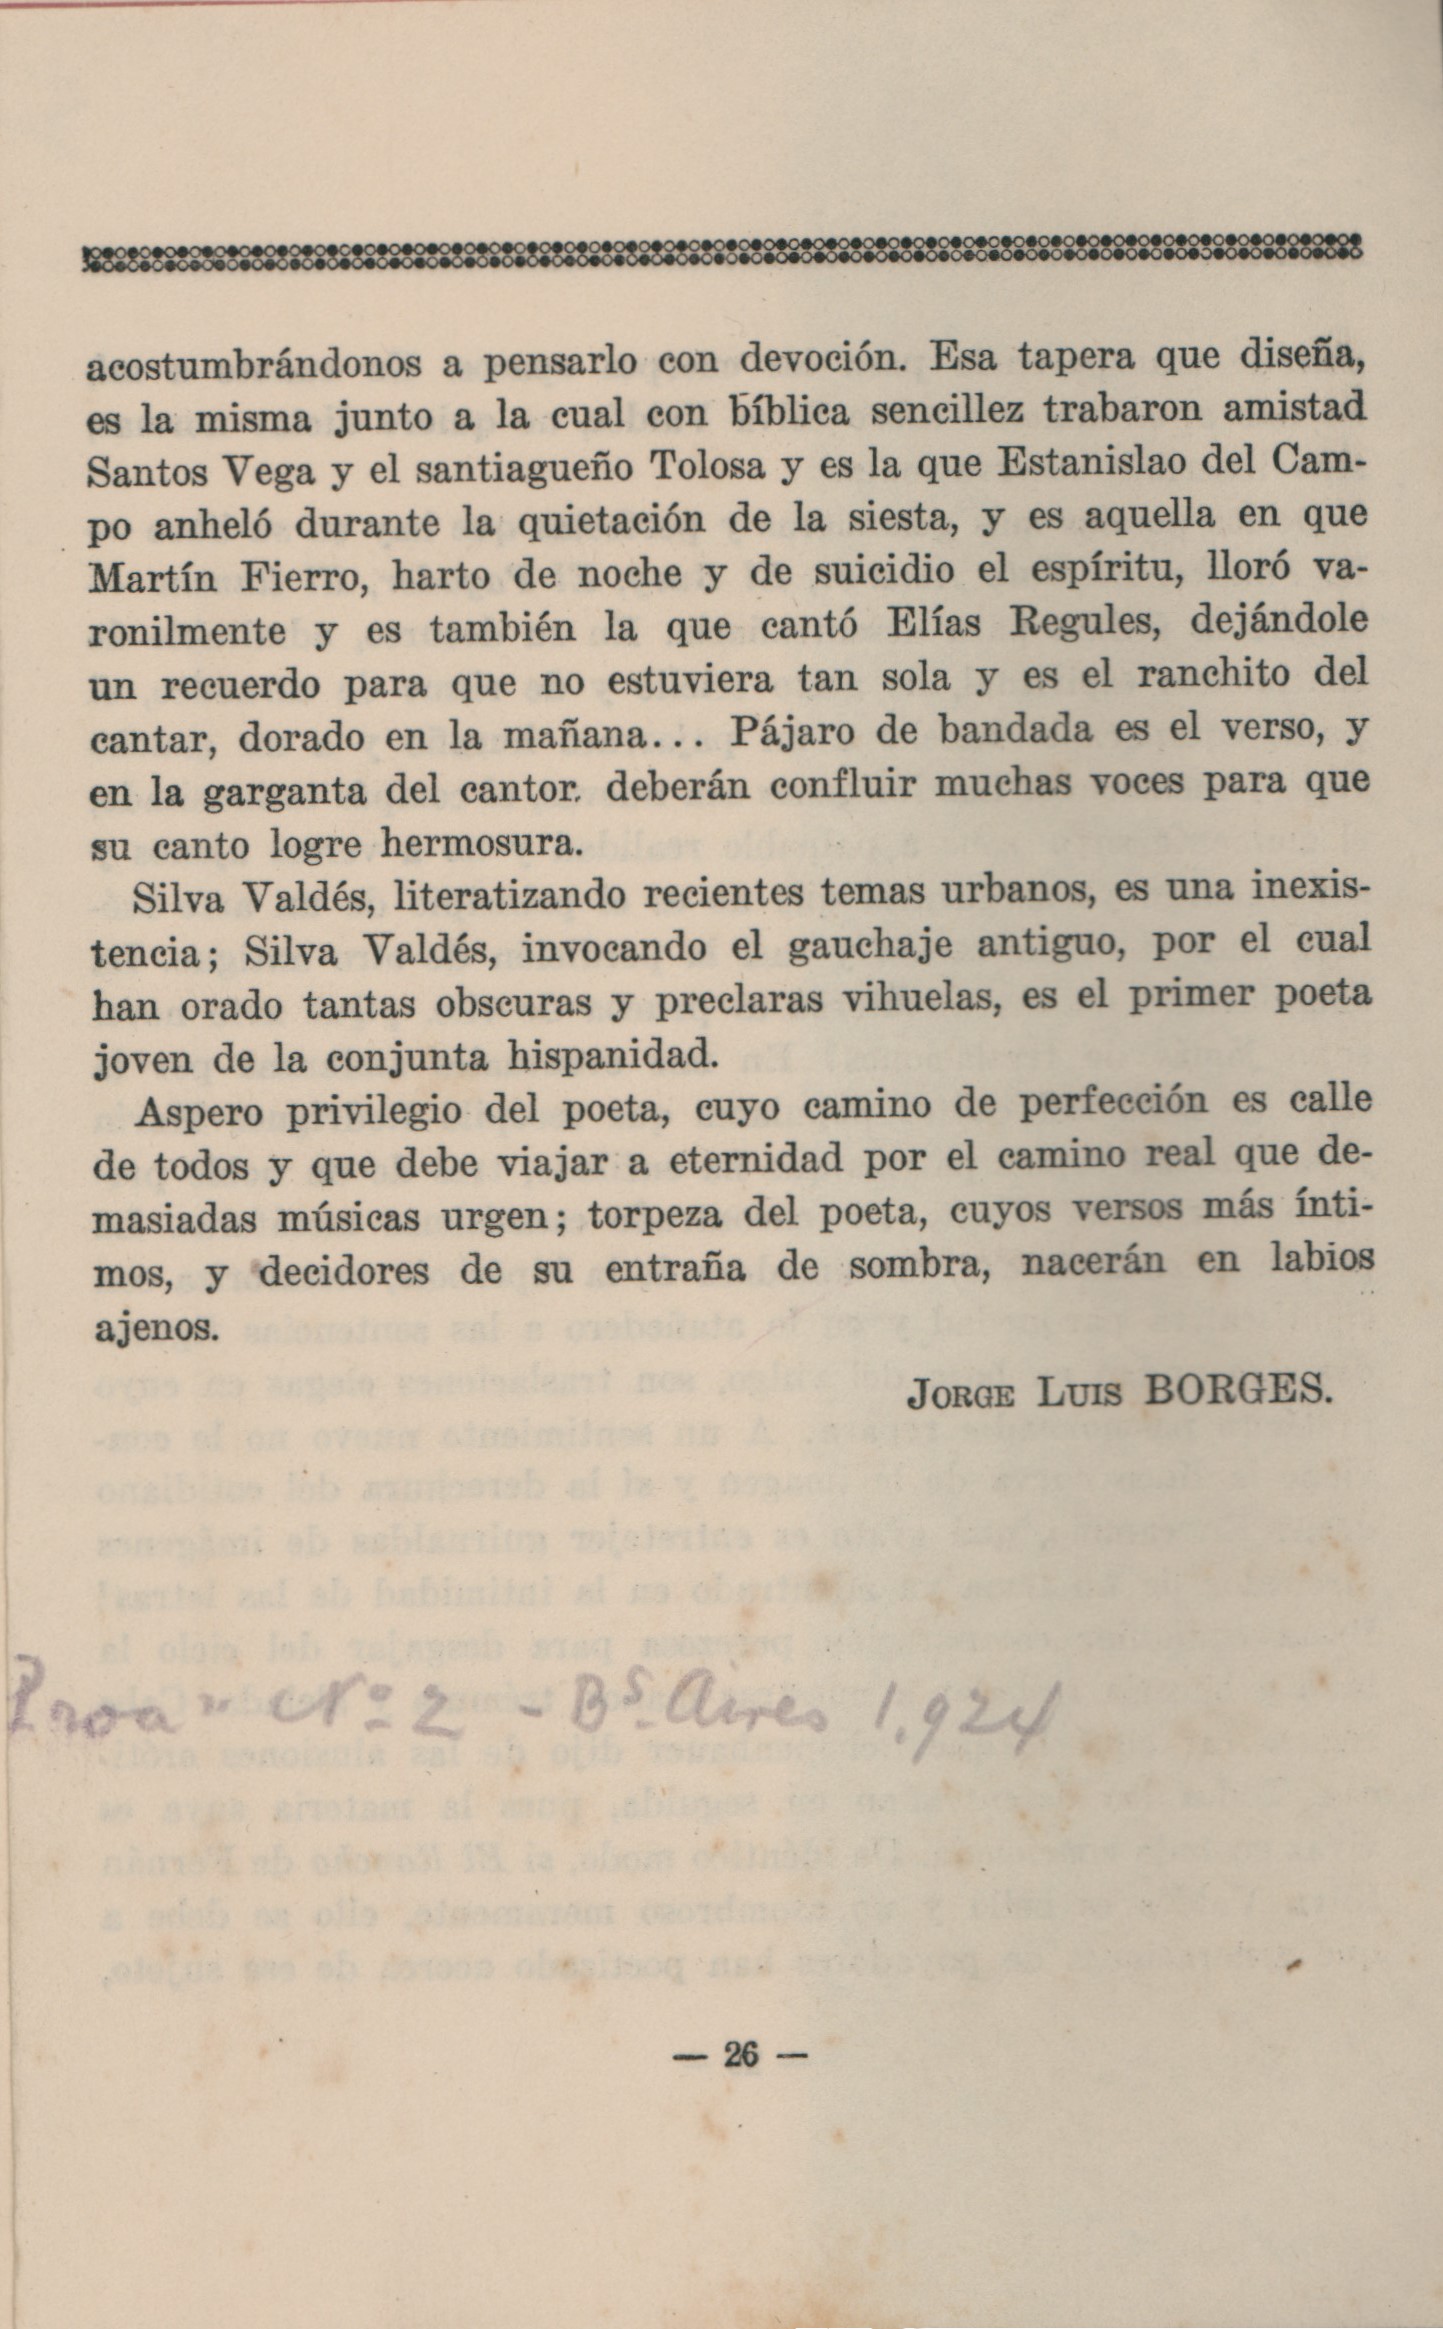 acostumbrándonos a pensarlo con devoción. Esa tapera que diseña,
es la misma junto a la cual con bíblica sencillez trabaron amistad
Santos Vega y el santiagueño Tolosa y es la que Estanislao del Cam-
po anheló durante la quietación de la siesta, y es aquella en que
Martín Fierro, harto de noche y de suicidio el espíritu, lloró va-
ronilmente y es también la que cantó Elías Regules, dejándole
un recuerdo para que no estuviera tan sola y es el ranchito del
cantar, dorado en la mañana... Pájaro de bandada es el verso, y
en la garganta del cantor. deberán confluir muchas voces para que
su canto logre hermosura.
Silva Valdés, literatizando recientes temas urbanos, es una inexis-
tencia; Silva Valdés, invocando el gauchaje antiguo, por el cual
han orado tantas obscuras y preclaras vihuelas, es el primer poeta
joven de la conjunta hispanidad.
Aspero privilegio del poeta, cuyo camino de perfección es calle
de todos y que debe viajar a eternidad por el camino real que de-
masiadas músicas urgen; torpeza del poeta, cuyos versos más ínti-
mos, y decidores de su entraña de sombra, nacerán en labios
ajenos.
JORGE LUIS BORGES.
Proa" Nº 2 - Bs. Aires 1.924
— 26 —